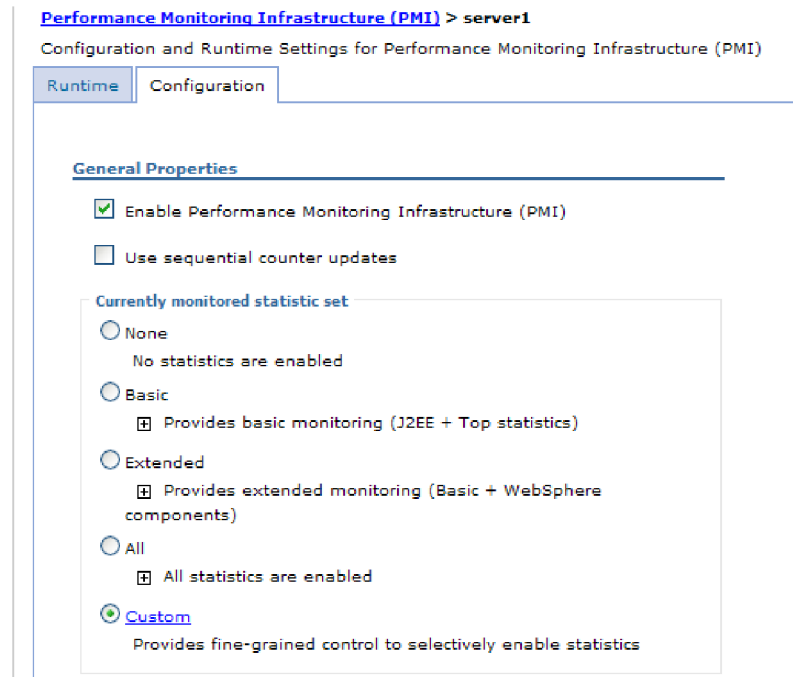 Performance Monitoring Infrastructure (PMI) > server1
Configuration and Runtime Settings for Performance Monitoring Infrastructure (PMI)
Runtime Configuration
General Properties
Enable Performance Monitoring Infrastructure (PMI)
Use sequential counter updates
Currently monitored statistic set
None
No statistics are enabled
Basic
Provides basic monitoring (J2EE + Top statistics)
Extended
Provides extended monitoring (Basic + WebSphere
components)
All
All statistics are enabled
Custom
Provides fine-grained control to selectively enable statistics